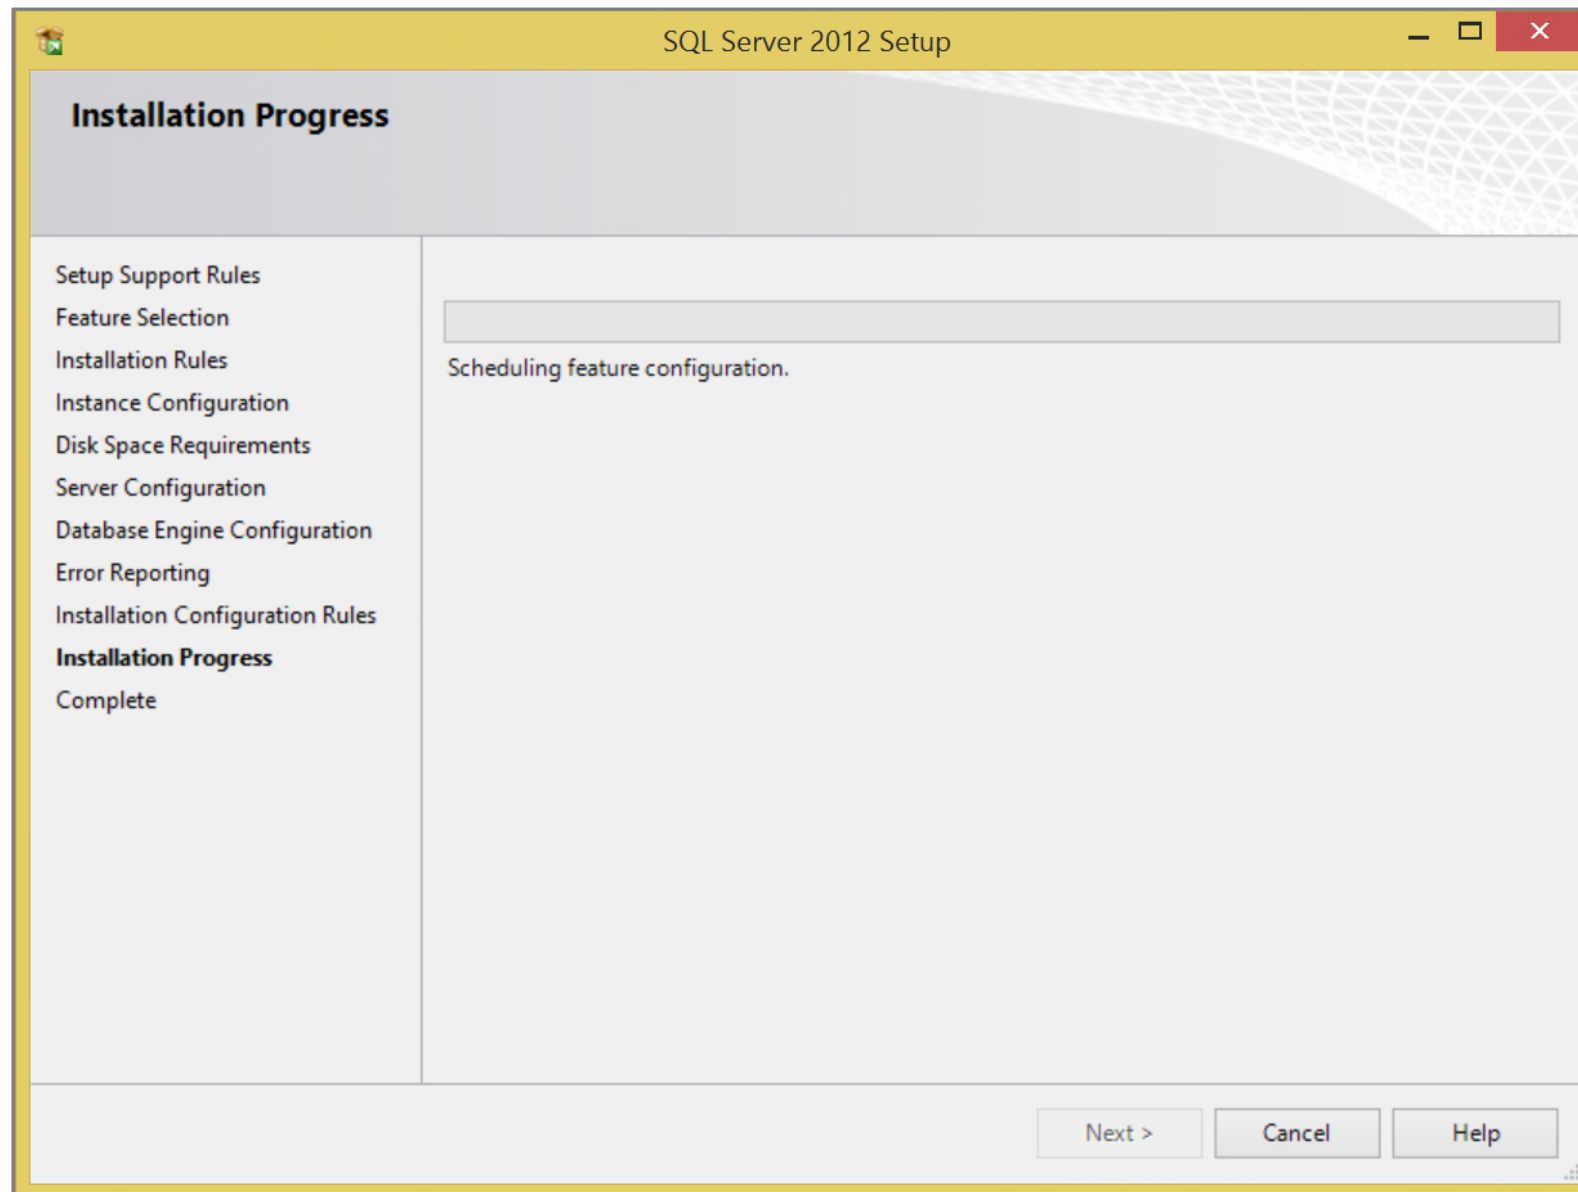 SQL Server 2012 Setup
Installation Progress
Setup Support Rules
Feature Selection
Installation Rules
Instance Configuration
Disk Space Requirements
Server Configuration
Database Engine Configuration
Error Reporting
Installation Configuration Rules
Installation Progress
Complete
Scheduling feature configuration.
Next >
Cancel
Help